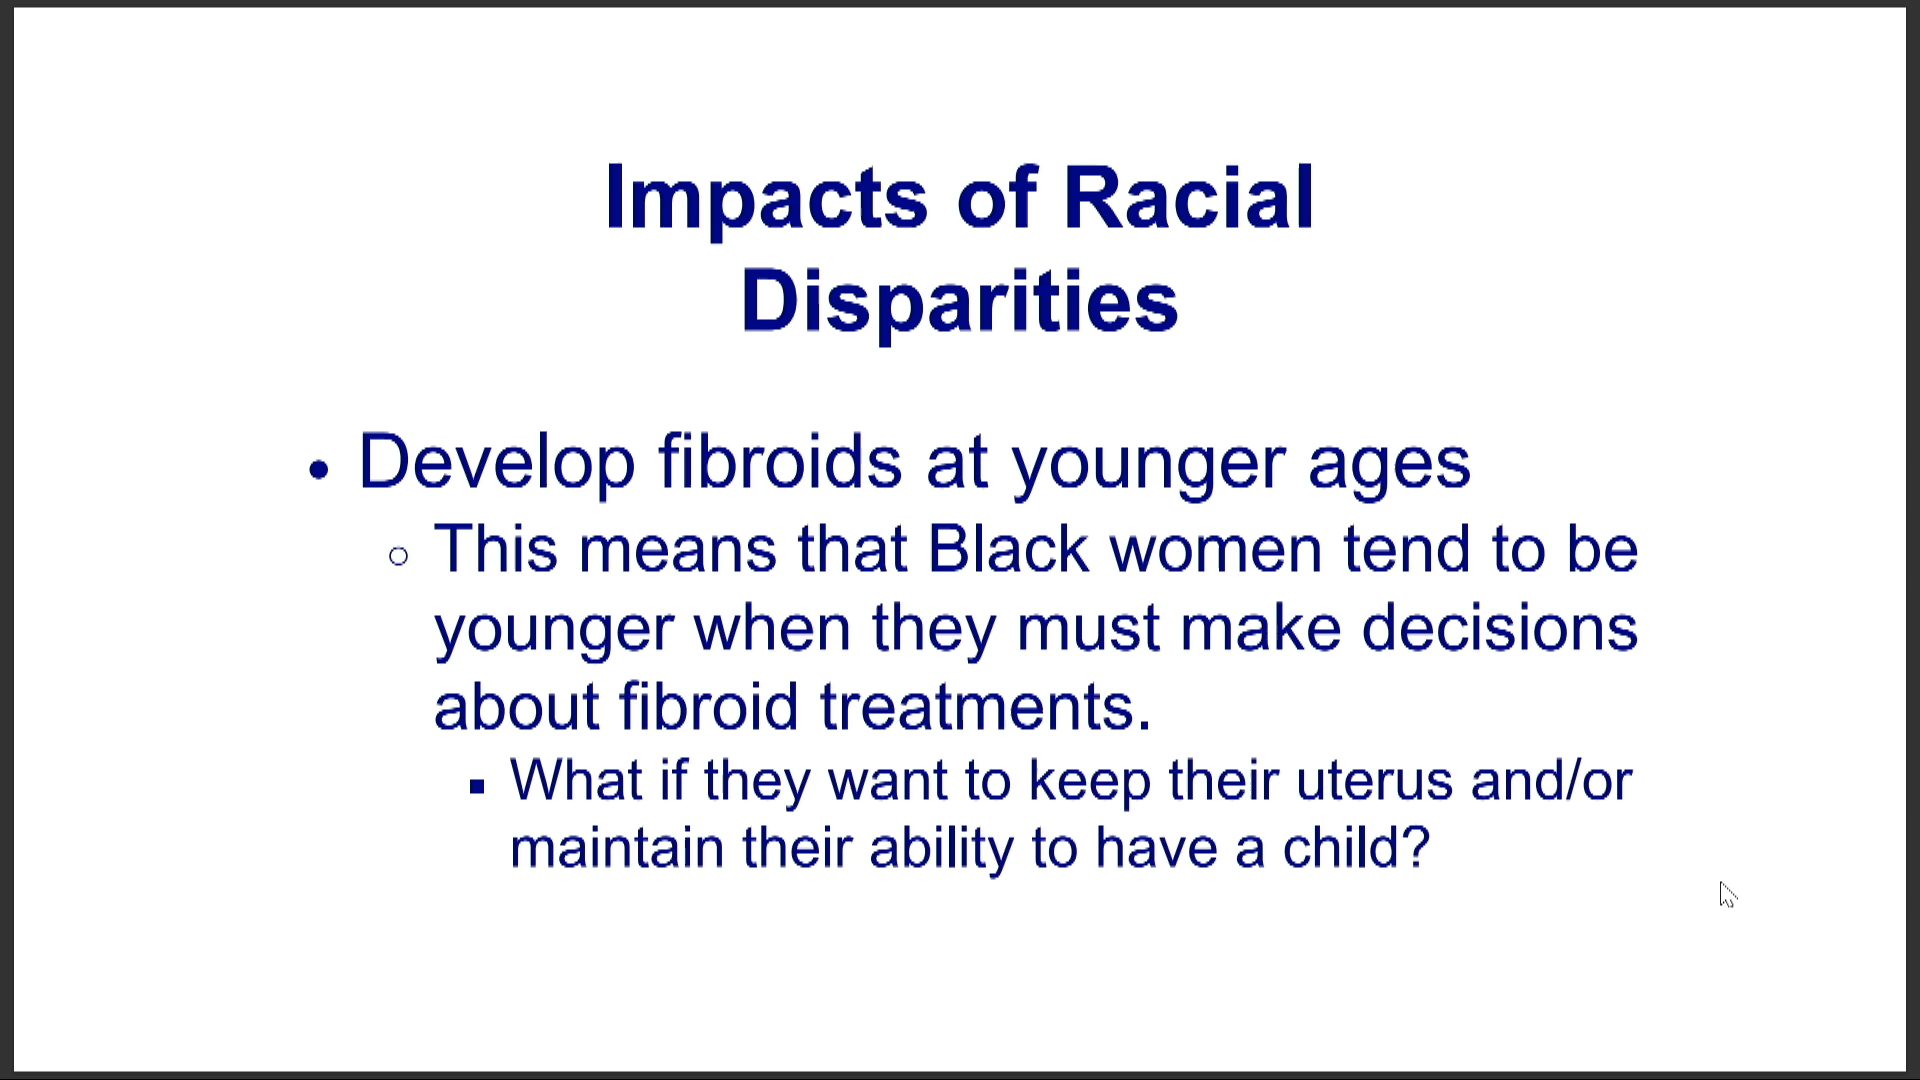 Impacts of Racial
Disparities
• Develop fibroids at younger ages
○ This means that Black women tend to be
younger when they must make decisions
about fibroid treatments.
▪ What if they want to keep their uterus and/or
maintain their ability to have a child?